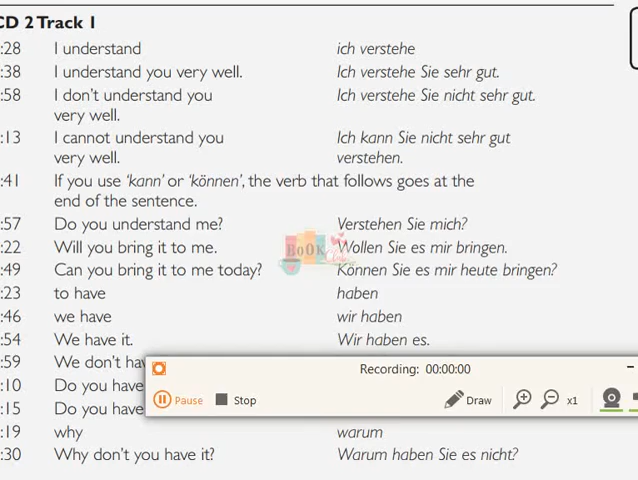 CD 2 Track 1
:28 I understand ich verstehe
:38 I understand you very well. Ich verstehe Sie sehr gut.
:58 I don't understand you Ich verstehe Sie nicht sehr gut.
very well.
:13 I cannot understand you Ich kann Sie nicht sehr gut
very well. verstehen.
:41 If you use 'kann' or 'können', the verb that follows goes at the
end of the sentence.
:57 Do you understand me? Verstehen Sie mich?
:22 Will you bring it to me. Wollen Sie es mir bringen.
:49 Can you bring it to me today? Können Sie es mir heute bringen?
:23 to have haben
:46 we have wir haben
:54 We have it. Wir haben es.
:59 We don't
:10 Do you have
:15 Do you have
:19 why warum
:30 Why don't you have it? Warum haben Sie es nicht?
BOOK
Recording: 00:00:00
Pause Stop Draw x1